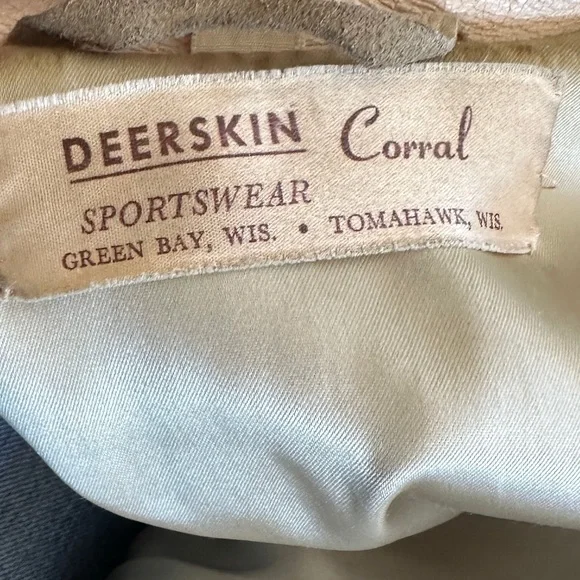 DEERSKIN Corral
SPORTSWEAR
GREEN BAY, WIS. • TOMAHAWK, WIS.